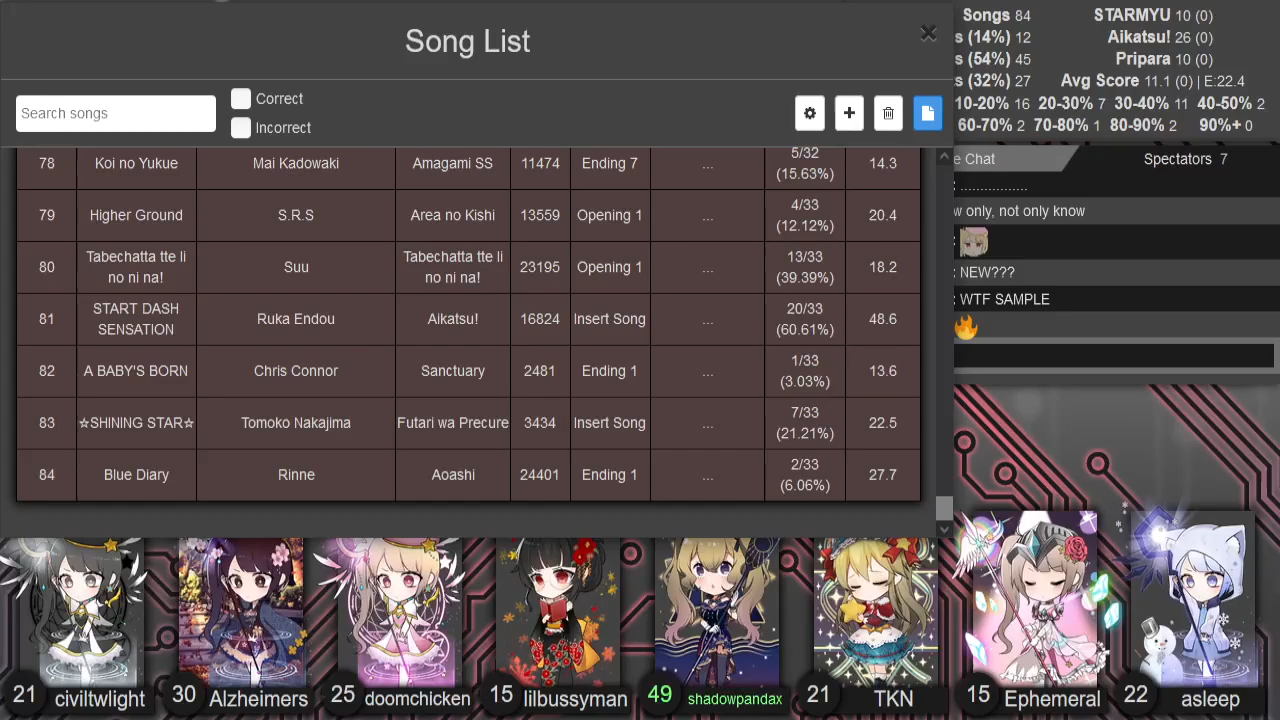 Song List
Search songs
Correct
Incorrect
78 Koi no Yukue Mai Kadowaki Amagami SS 11474 Ending 7 ... 5/32 (15.63%) 14.3
79 Higher Ground S.R.S Area no Kishi 13559 Opening 1 ... 4/33 (12.12%) 20.4
80 Tabechatta tte Ii no ni na! Suu Tabechatta tte Ii no ni na! 23195 Opening 1 ... 13/33 (39.39%) 18.2
81 START DASH SENSATION Ruka Endou Aikatsu! 16824 Insert Song ... 20/33 (60.61%) 48.6
82 A BABY'S BORN Chris Connor Sanctuary 2481 Ending 1 ... 1/33 (3.03%) 13.6
83 ☆SHINING STAR☆ Tomoko Nakajima Futari wa Precure 3434 Insert Song ... 7/33 (21.21%) 22.5
84 Blue Diary Rinne Aoashi 24401 Ending 1 ... 2/33 (6.06%) 27.7
Songs 84 STARMYU 10 (0)
s (14%) 12 Aikatsu! 26 (0)
s (54%) 45 Pripara 10 (0)
s (32%) 27 Avg Score 11.1 (0) | E:22.4
10-20% 16 20-30% 7 30-40% 11 40-50% 2
60-70% 2 70-80% 1 80-90% 2 90%+ 0
e Chat Spectators 7
: ................
w only, not only know
:
: NEW???
: WTF SAMPLE
21 civiltwlight
30 Alzheimers
25 doomchicken
15 lilbussyman
49 shadowpandax
21 TKN
15 Ephemeral
22 asleep